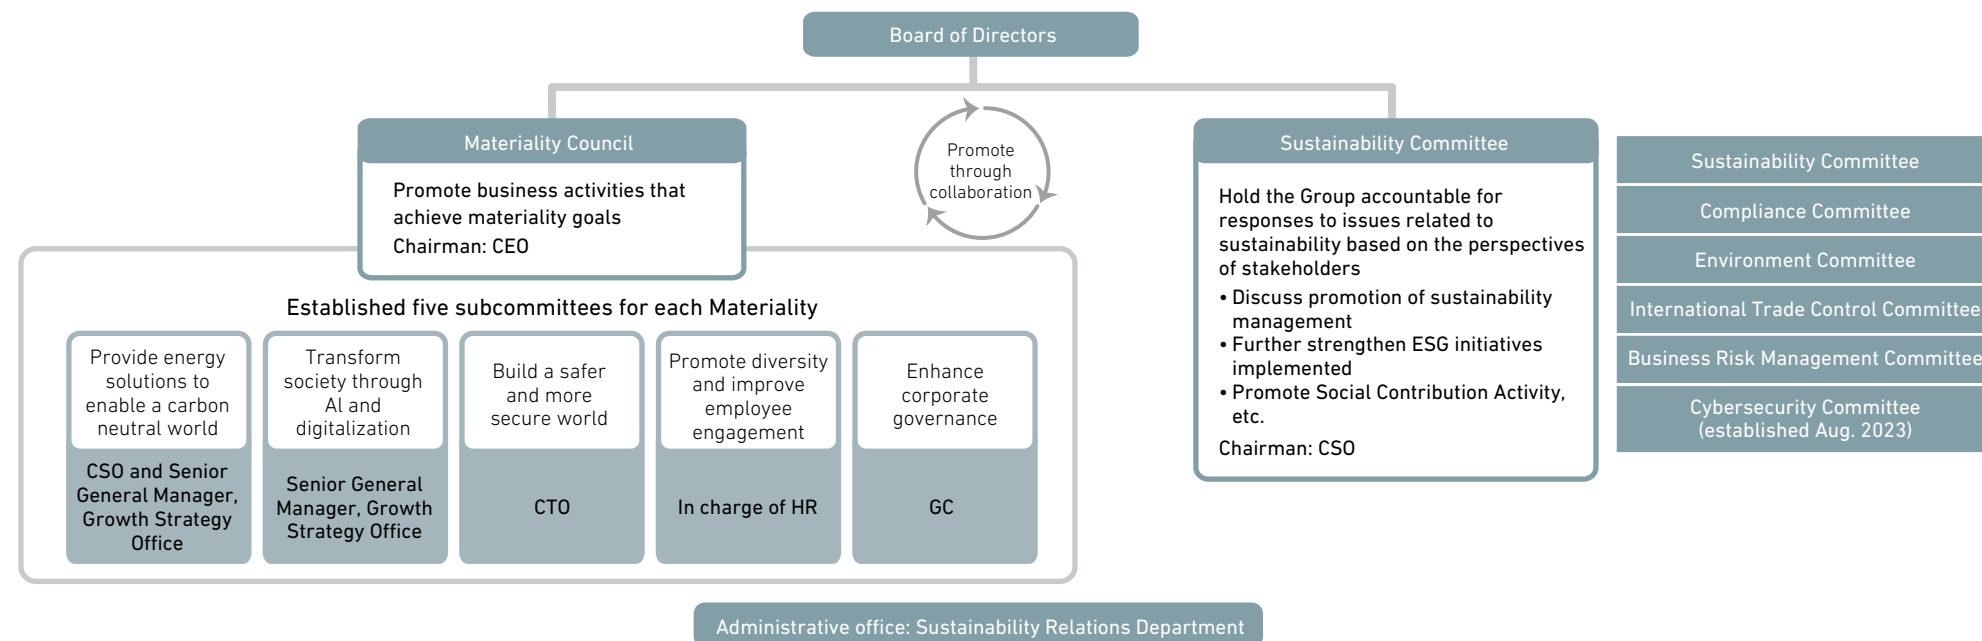 Board of Directors
Materiality Council
Promote business activities that
achieve materiality goals
Chairman: CEO
Promote
through
collaboration
Sustainability Committee
Hold the Group accountable for
responses to issues related to
sustainability based on the perspectives
of stakeholders
• Discuss promotion of sustainability
management
• Further strengthen ESG initiatives
implemented
• Promote Social Contribution Activity,
etc.
Chairman: CSO
Sustainability Committee
Compliance Committee
Environment Committee
International Trade Control Committee
Business Risk Management Committee
Cybersecurity Committee
(established Aug. 2023)
Established five subcommittees for each Materiality
Provide energy
solutions to
enable a carbon
neutral world
CSO and Senior
General Manager,
Growth Strategy
Office
Transform
society through
AI and
digitalization
Senior General
Manager, Growth
Strategy Office
Build a safer
and more
secure world
CTO
Promote diversity
and improve
employee
engagement
In charge of HR
Enhance
corporate
governance
GC
Administrative office: Sustainability Relations Department